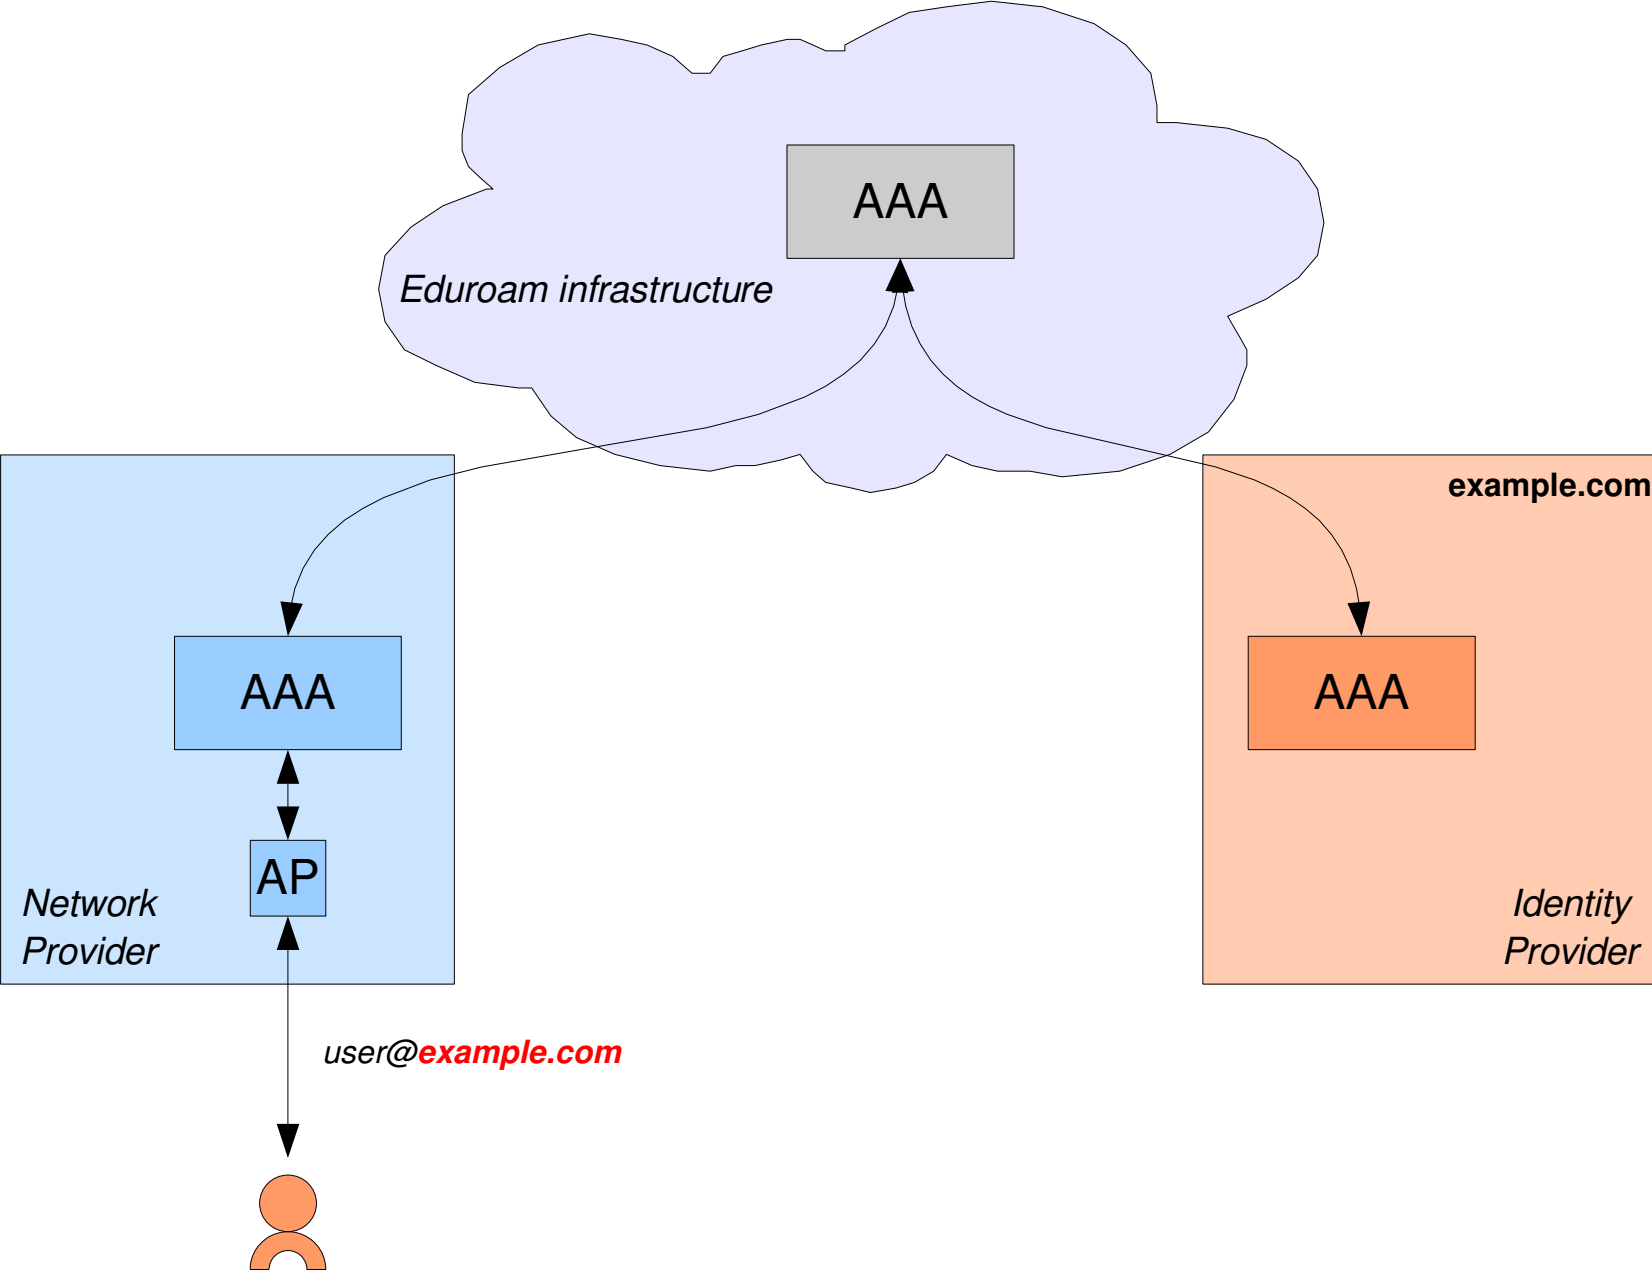 AAA
Eduroam infrastructure
example.com
AAA
AAA
AP
Network
Provider
Identity
Provider
user@example.com